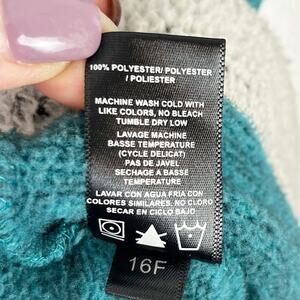 100% POLYESTER/ POLYESTER
/ POLIESTER
MACHINE WASH COLD WITH
LIKE COLORS, NO BLEACH
TUMBLE DRY LOW
LAVAGE MACHINE
BASSE TEMPERATURE
(CYCLE DELICAT)
PAS DE JAVEL
SECHAGE A BASSE
TEMPERATURE
LAVAR CON AGUA FRIA CON
COLORES SIMILARES, NO CLORO
SECAR EN CICLO BAJO
16F